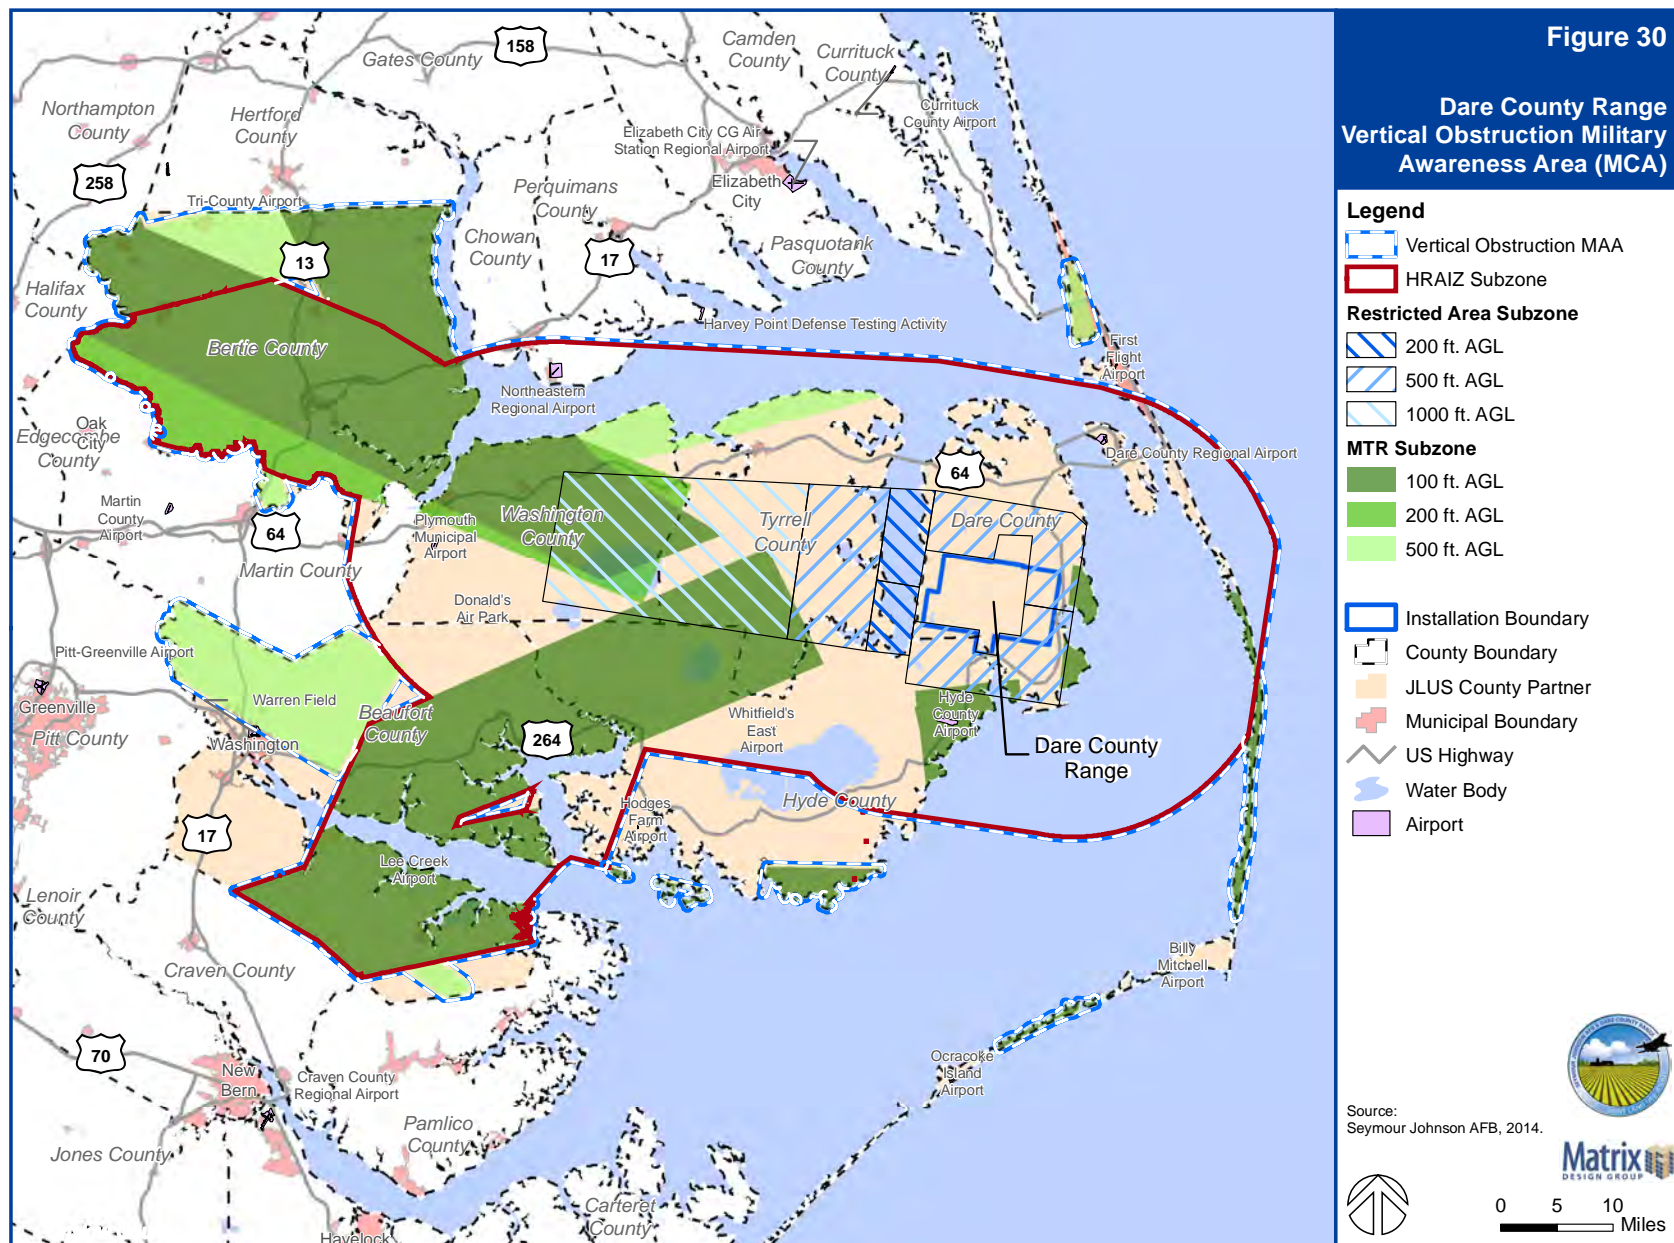 Figure 30
Dare County Range
Vertical Obstruction Military
Awareness Area (MCA)
Legend
Vertical Obstruction MAA
HRAIZ Subzone
Restricted Area Subzone
200 ft. AGL
500 ft. AGL
1000 ft. AGL
MTR Subzone
100 ft. AGL
200 ft. AGL
500 ft. AGL
Installation Boundary
County Boundary
JLUS County Partner
Municipal Boundary
US Highway
Water Body
Airport
Source:
Seymour Johnson AFB, 2014.
Matrix
DESIGN GROUP
0 5 10
Miles
158
Gates County
Camden
County
Currituck
County
Northampton
County
Hertford
County
Currituck
County Airport
Elizabeth City CG Air
Station Regional Airport
258
Elizabeth
City
Perquimans
County
Tri-County Airport
Chowan
County
Pasquotank
County
13
17
Halifax
County
Harvey Point Defense Testing Activity
Bertie County
First
Flight
Airport
Northeastern
Regional Airport
Oak
City
Edgecombe
County
Dare County Regional Airport
64
Martin
County
Airport
64
Plymouth
Municipal
Airport
Washington
County
Tyrrell
County
Dare County
Martin County
Donald's
Air Park
Pitt-Greenville Airport
Warren Field
Greenville
Pitt County
Washington
Beaufort
County
264
Whitfield's
East
Airport
Hyde
County
Airport
Dare County
Range
Hyde County
Hodges
Farm
Airport
17
Lee Creek
Airport
Lenoir
County
Craven County
Billy
Mitchell
Airport
70
New
Bern
Craven County
Regional Airport
Ocracoke
Island
Airport
Pamlico
County
Jones County
Carteret
County
Havelock